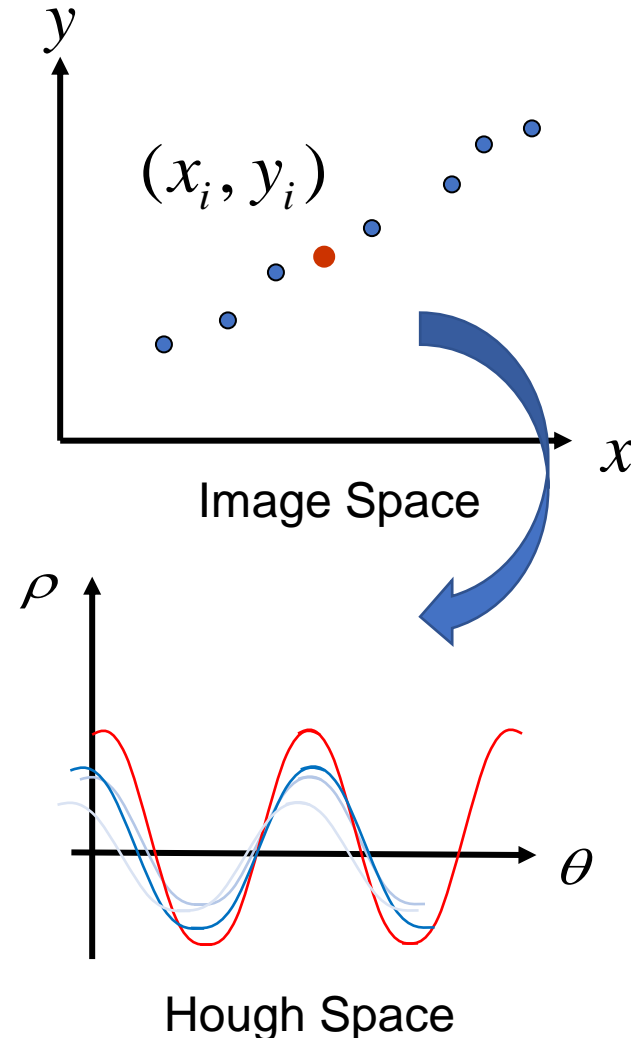 y
(x_i, y_i)
x
Image Space
ρ
θ
Hough Space